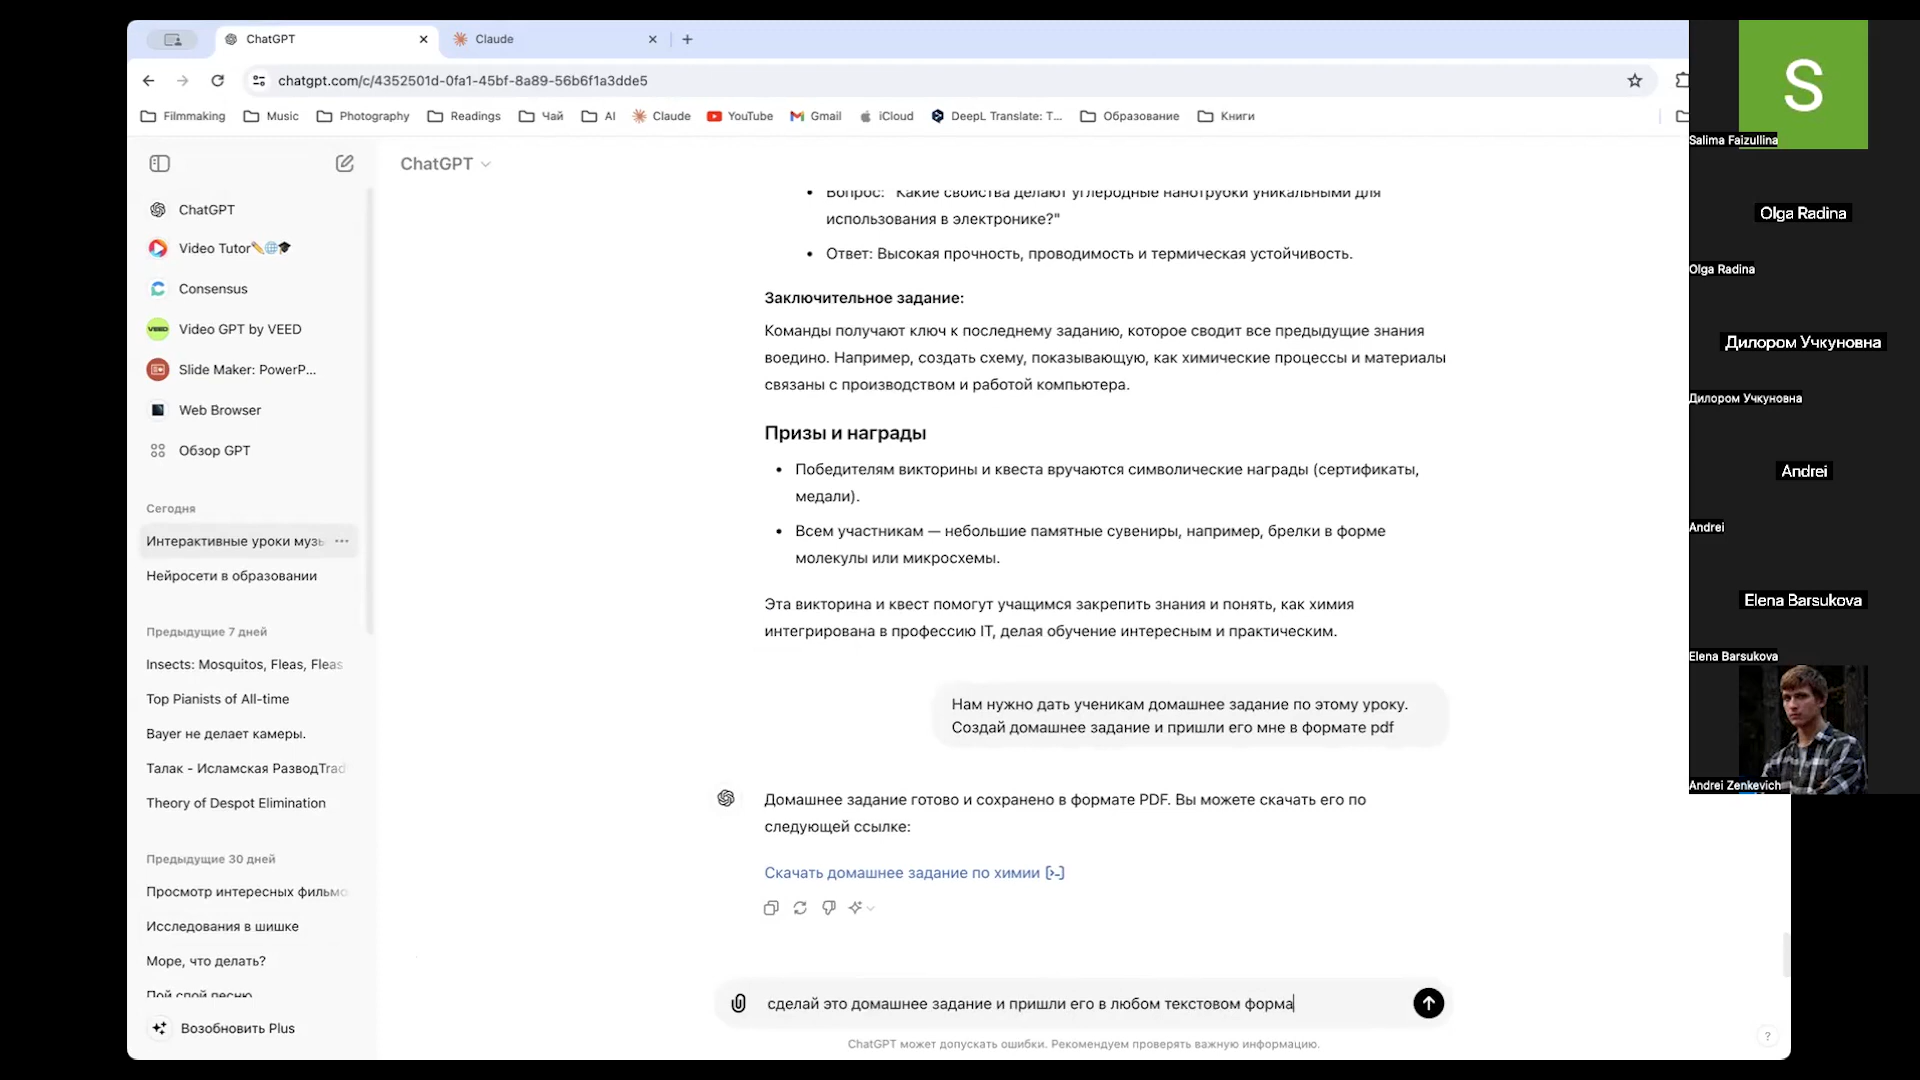 ChatGPT
Claude
chatgpt.com/c/4352501d-0fa1-45bf-8a89-56b6f1a3dde5
Filmmaking
Music
Photography
Readings
Чай
AI
Claude
YouTube
Gmail
iCloud
DeepL Translate: T...
Образование
Книги
ChatGPT
Video Tutor
Consensus
Video GPT by VEED
Slide Maker: PowerP...
Web Browser
Обзор GPT
Сегодня
Интерактивные уроки музы
Нейросети в образовании
Предыдущие 7 дней
Insects: Mosquitos, Fleas, Fleas
Top Pianists of All-time
Bayer не делает камеры.
Талак - Исламская РазводTrad
Theory of Despot Elimination
Предыдущие 30 дней
Просмотр интересных фильмо
Исследования в шишке
Море, что делать?
Пой спой песню
Возобновить Plus
ChatGPT
Вопрос: "Какие свойства делают углеродные нанотрубки уникальными для
использования в электронике?"
Ответ: Высокая прочность, проводимость и термическая устойчивость.
Заключительное задание:
Команды получают ключ к последнему заданию, которое сводит все предыдущие знания
воедино. Например, создать схему, показывающую, как химические процессы и материалы
связаны с производством и работой компьютера.
Призы и награды
Победителям викторины и квеста вручаются символические награды (сертификаты,
медали).
Всем участникам — небольшие памятные сувениры, например, брелки в форме
молекулы или микросхемы.
Эта викторина и квест помогут учащимся закрепить знания и понять, как химия
интегрирована в профессию IT, делая обучение интересным и практическим.
Нам нужно дать ученикам домашнее задание по этому уроку.
Создай домашнее задание и пришли его мне в формате pdf
Домашнее задание готово и сохранено в формате PDF. Вы можете скачать его по
следующей ссылке:
Скачать домашнее задание по химии [>-]
сделай это домашнее задание и пришли его в любом текстовом форма
ChatGPT может допускать ошибки. Рекомендуем проверять важную информацию.
?
S
Salima Faizullina
Olga Radina
Olga Radina
Дилором Учкуновна
Дилором Учкуновна
Andrei
Andrei
Elena Barsukova
Elena Barsukova
Andrei Zenkevich